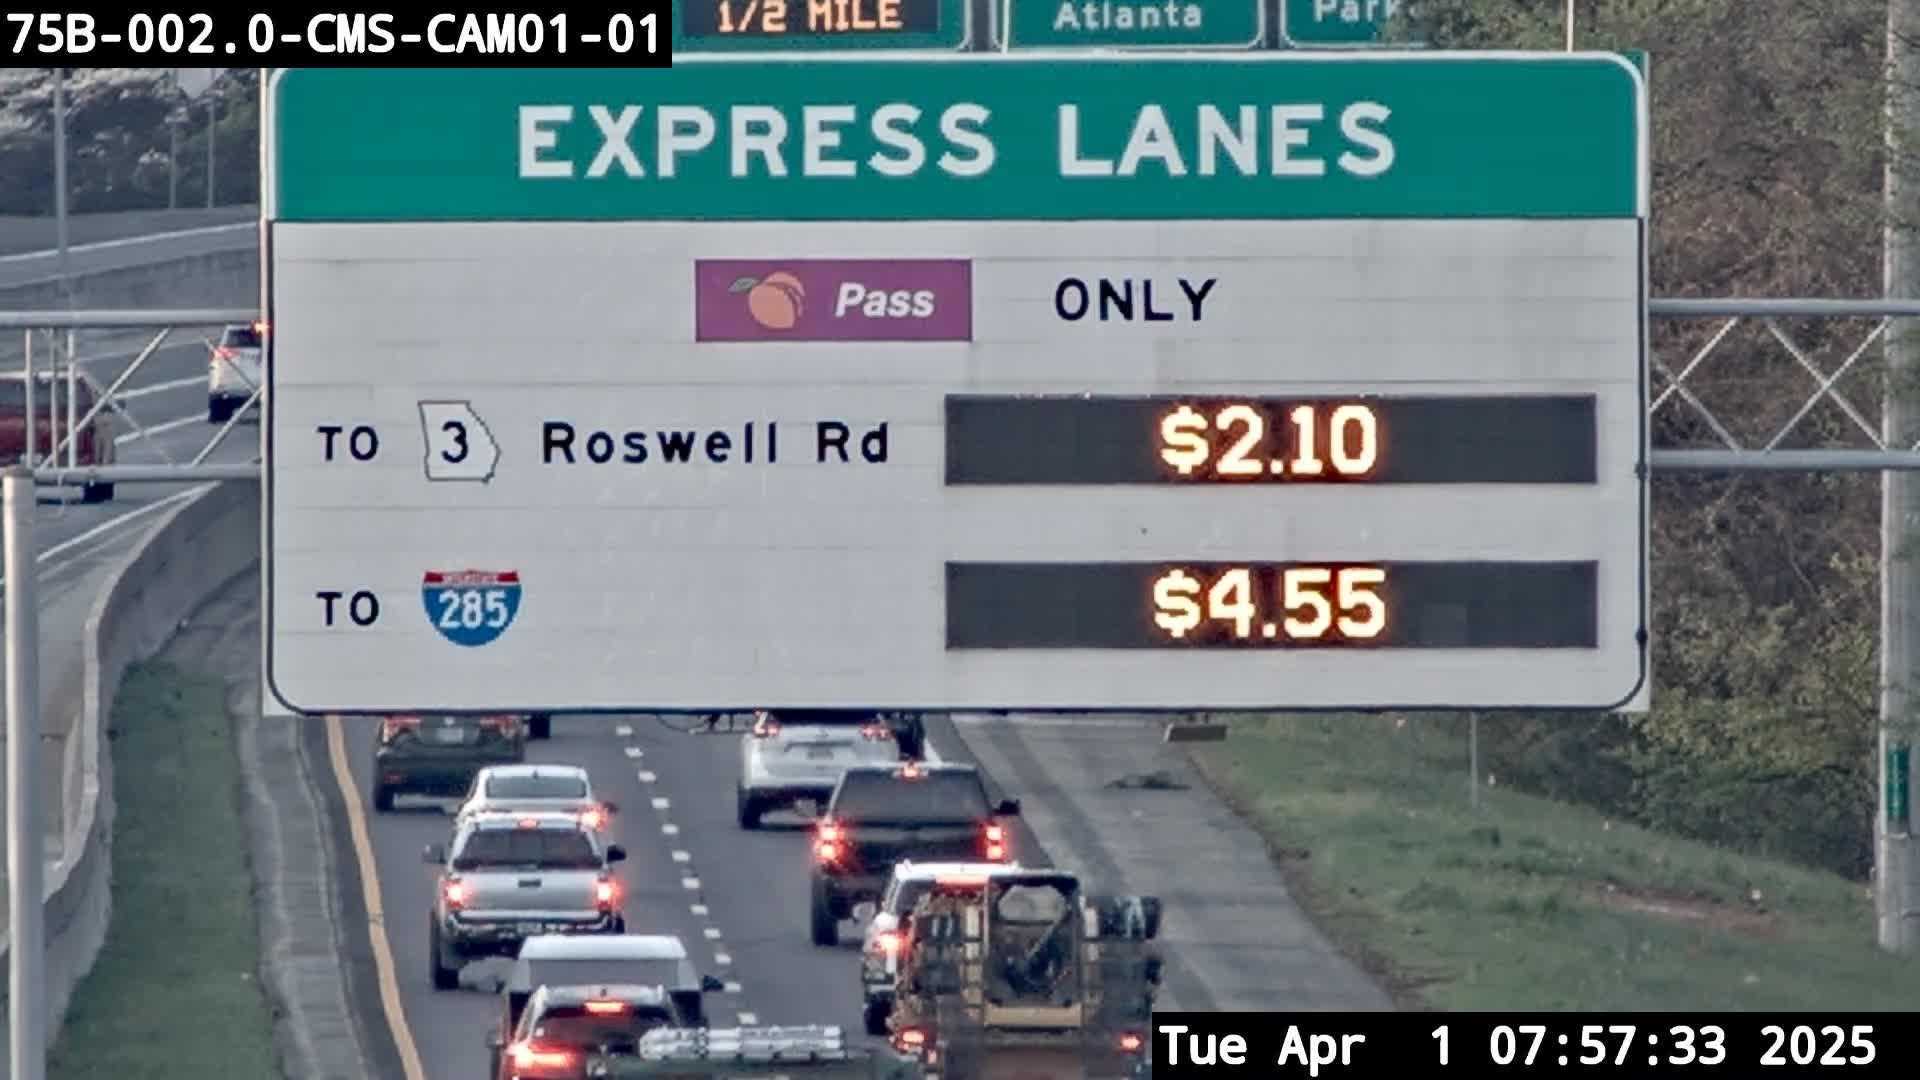 75B-002.0-CMS-CAM01-01
1/2 MILE
Atlanta
EXPRESS LANES
Pass ONLY
TO 3 Roswell Rd $2.10
TO 285 $4.55
Tue Apr 1 07:57:33 2025